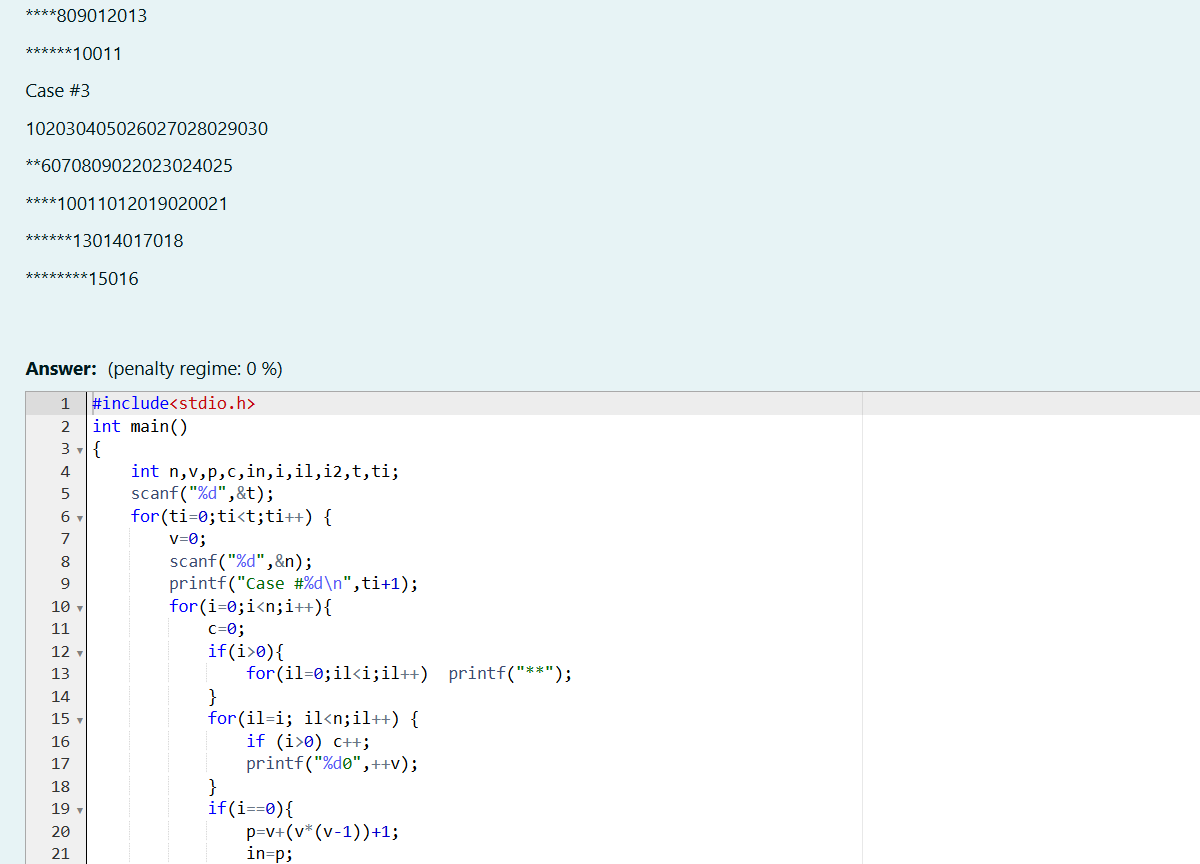 ****809012013
******10011
Case #3
102030405026027028029030
**6070809022023024025
****10011012019020021
******13014017018
********15016
Answer: (penalty regime: 0 %)
1 #include<stdio.h>
2 int main()
3 {
4 int n,v,p,c,in,i,il,i2,t,ti;
5 scanf("%d",&t);
6 for(ti=0;ti<t;ti++) {
7 v=0;
8 scanf("%d",&n);
9 printf("Case #%d\n",ti+1);
10 for(i=0;i<n;i++){
11 c=0;
12 if(i>0){
13 for(il=0;il<i;il++)  printf("**");
14 }
15 for(il=i; il<n;il++) {
16 if (i>0) c++;
17 printf("%d0",++v);
18 }
19 if(i==0){
20 p=v+(v*(v-1))+1;
21 in=p;